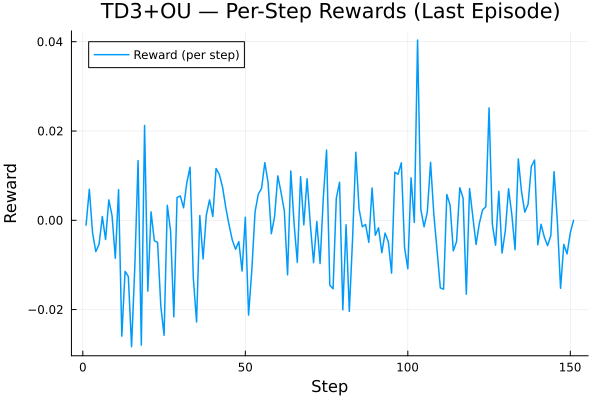 TD3+OU — Per-Step Rewards (Last Episode)
Reward (per step)
Reward
0.04
0.02
0.00
−0.02
0
50
100
150
Step